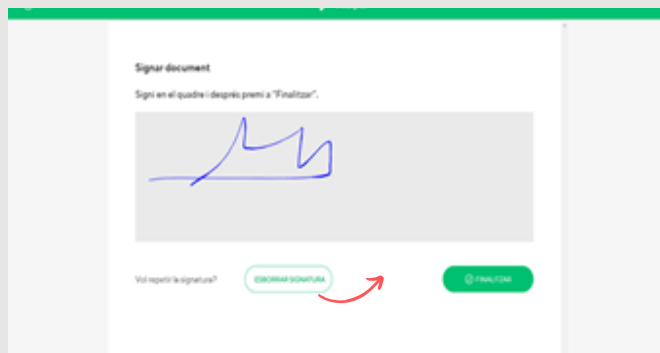 Signar document
Signi en el quadre i després premi a "Finalitzar".
Vol repetir la signatura?
ESBORRAR SIGNATURA
FINALITZAR